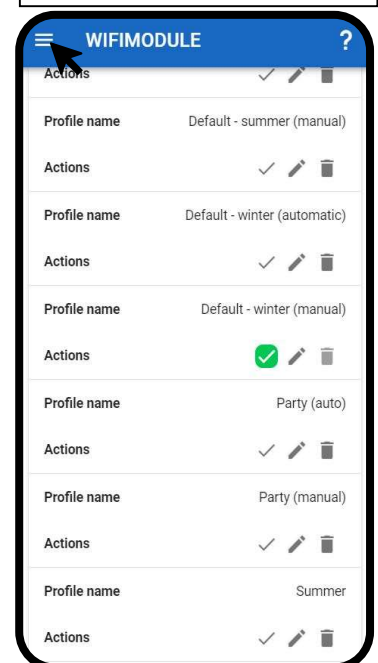 WIFIMODULE ?
Actions
Profile name Default - summer (manual)
Actions
Profile name Default - winter (automatic)
Actions
Profile name Default - winter (manual)
Actions
Profile name Party (auto)
Actions
Profile name Party (manual)
Actions
Profile name Summer
Actions